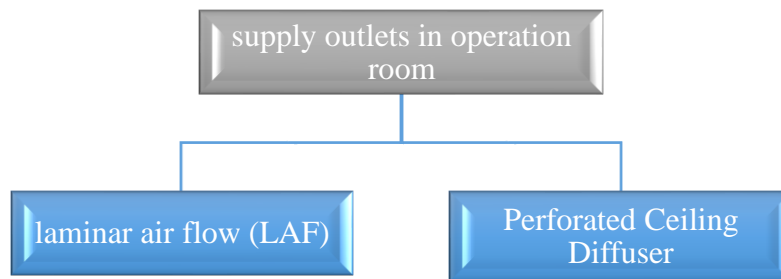 supply outlets in operation
room
laminar air flow (LAF)
Perforated Ceiling
Diffuser